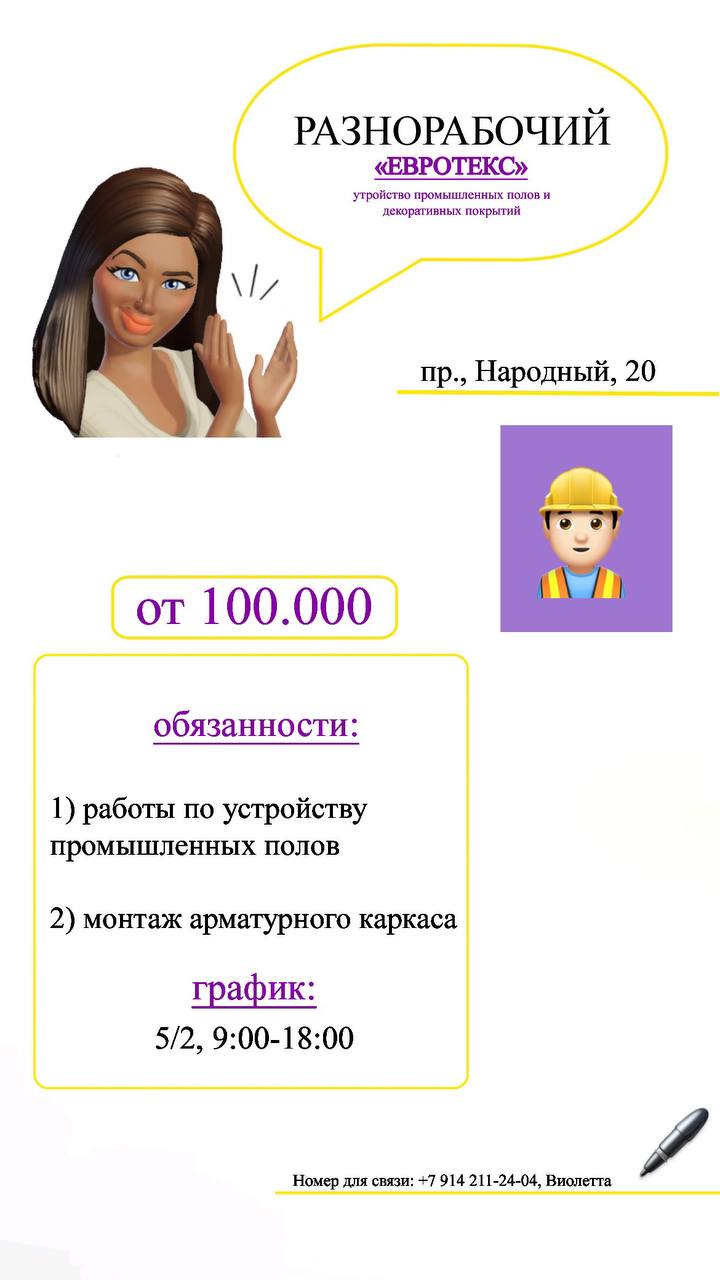 РАЗНОРАБОЧИЙ
«ЕВРОТЕКС»
утройство промышленных полов и
декоративных покрытий
пр., Народный, 20
от 100.000
обязанности:
1) работы по устройству
промышленных полов
2) монтаж арматурного каркаса
график:
5/2, 9:00-18:00
Номер для связи: +7 914 211-24-04, Виолетта